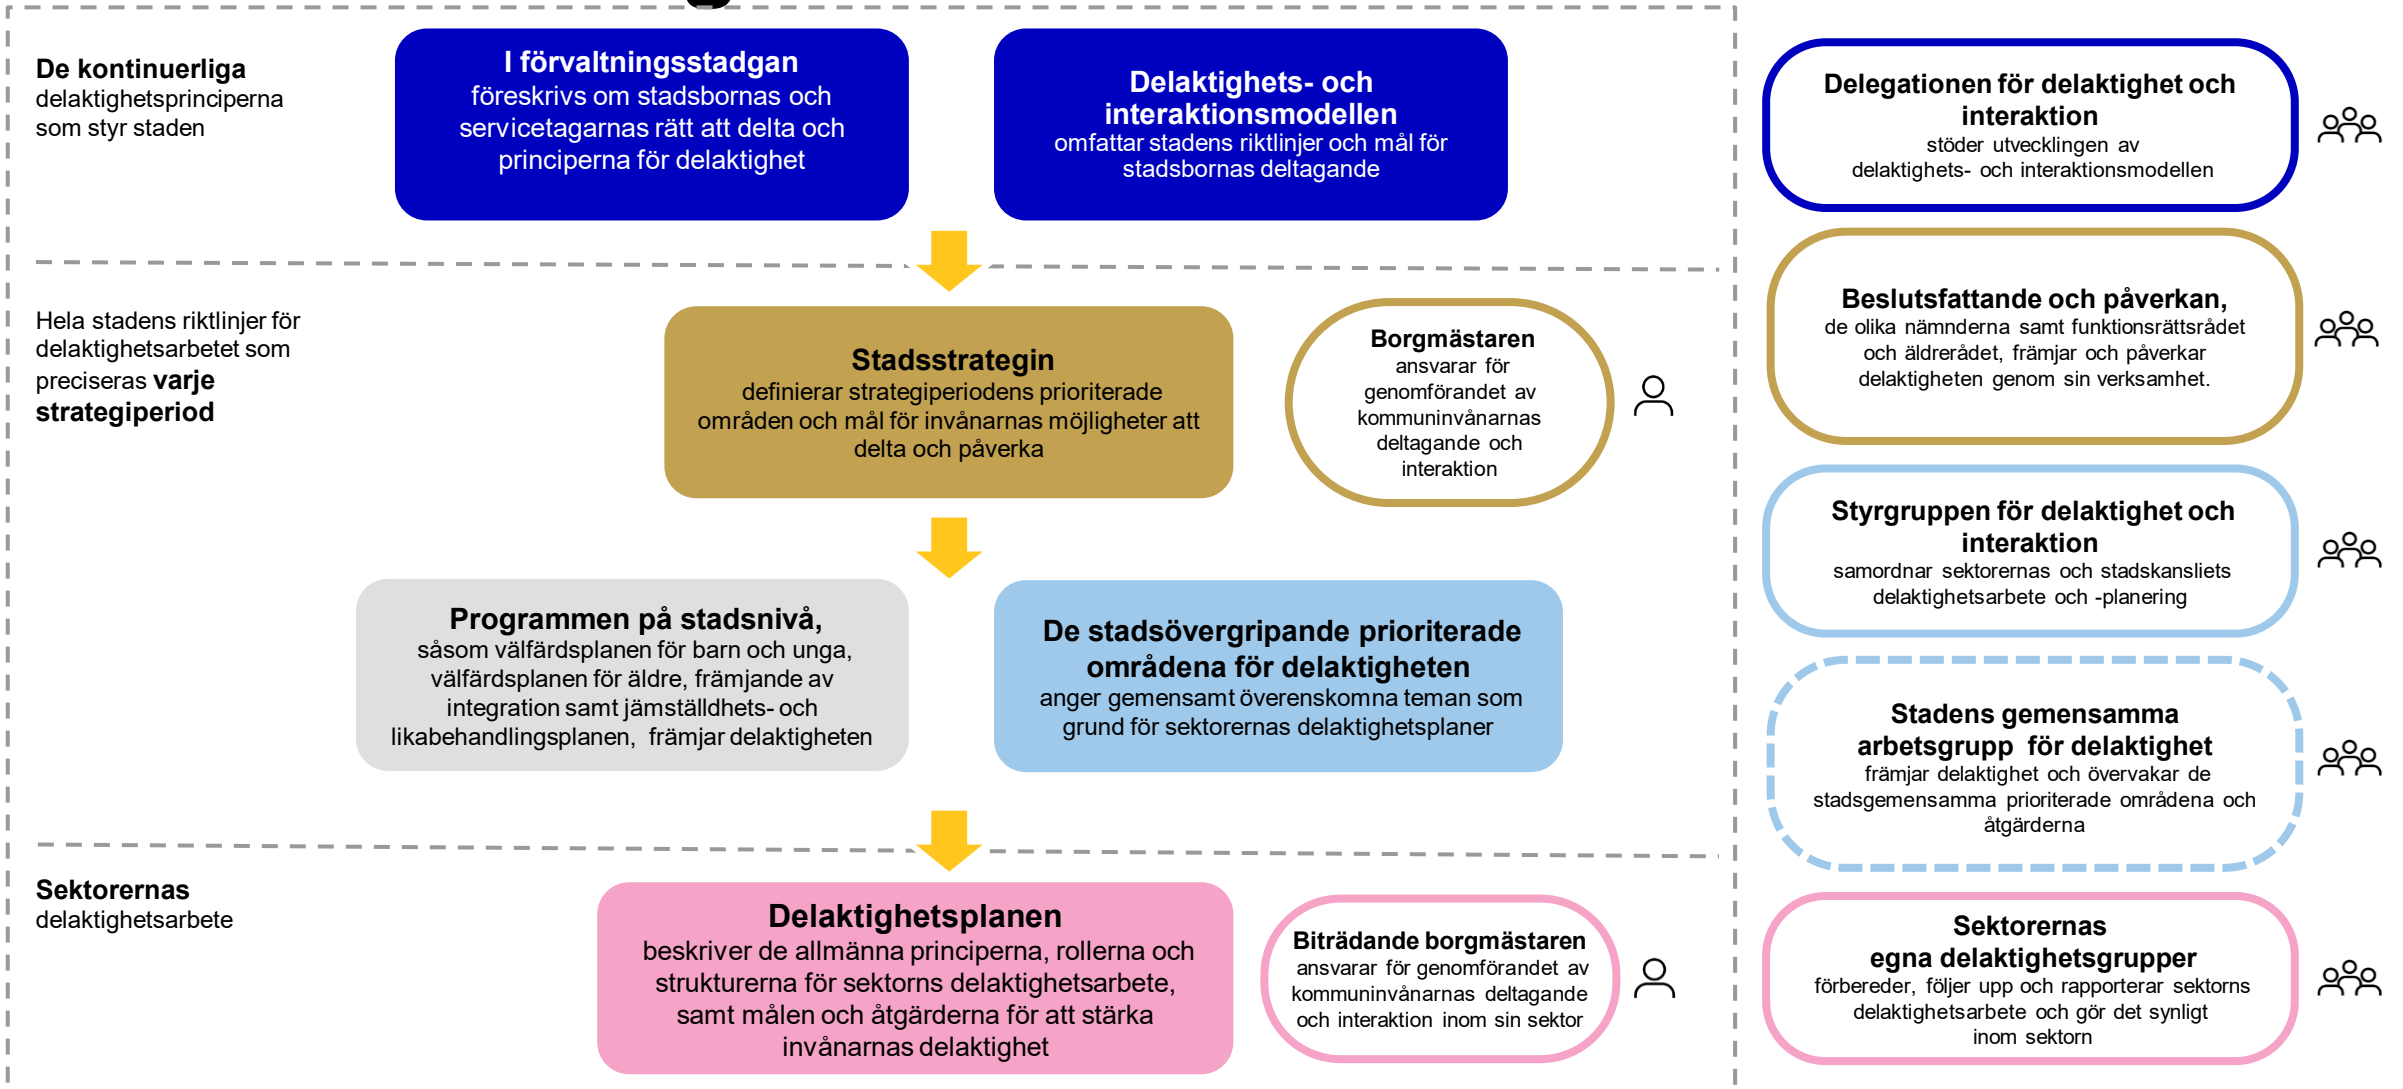 De kontinuerliga
delaktighetsprinciperna
som styr staden
I förvaltningsstadgan
föreskrivs om stadsbornas och
servicetagarnas rätt att delta och
principerna för delaktighet
Delaktighets- och
interaktionsmodellen
omfattar stadens riktlinjer och mål för
stadsbornas deltagande
Hela stadens riktlinjer för
delaktighetsarbetet som
preciseras varje
strategiperiod
Stadsstrategin
definierar strategiperiodens prioriterade
områden och mål för invånarnas möjligheter att
delta och påverka
Borgmästaren
ansvarar för
genomförandet av
kommuninvånarnas
deltagande och
interaktion
Programmen på stadsnivå,
såsom välfärdsplanen för barn och unga,
välfärdsplanen för äldre, främjande av
integration samt jämställdhets- och
likabehandlingsplanen, främjar delaktigheten
De stadsövergripande prioriterade
områdena för delaktigheten
anger gemensamt överenskomna teman som
grund för sektorernas delaktighetsplaner
Sektorernas
delaktighetsarbete
Delaktighetsplanen
beskriver de allmänna principerna, rollerna och
strukturerna för sektorns delaktighetsarbete,
samt målen och åtgärderna för att stärka
invånarnas delaktighet
Biträdande borgmästaren
ansvarar för genomförandet av
kommuninvånarnas deltagande
och interaktion inom sin sektor
Delegationen för delaktighet och
interaktion
stöder utvecklingen av
delaktighets- och interaktionsmodellen
Beslutsfattande och påverkan,
de olika nämnderna samt funktionsrättsrådet
och äldrerådet, främjar och påverkar
delaktigheten genom sin verksamhet.
Styrgruppen för delaktighet och
interaktion
samordnar sektorernas och stadskansliets
delaktighetsarbete och -planering
Stadens gemensamma
arbetsgrupp för delaktighet
främjar delaktighet och övervakar de
stadsgemensamma prioriterade områdena och
åtgärderna
Sektorernas
egna delaktighetsgrupper
förbereder, följer upp och rapporterar sektorns
delaktighetsarbete och gör det synligt
inom sektorn